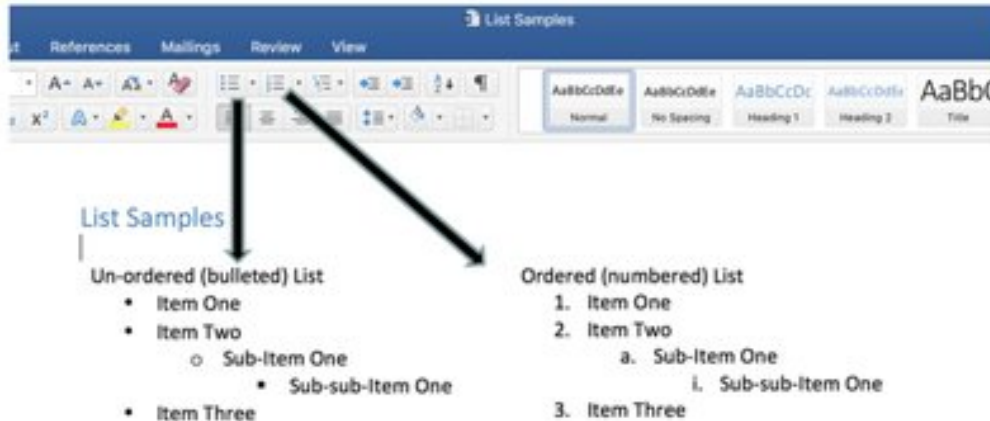 List Samples
References Mailings Review View
AaBbCcDdEe AaBbCcDdEe AaBbCcDc AaBbCcDdEe AaBb
Normal No Spacing Heading 1 Heading 2 Title
List Samples
Un-ordered (bulleted) List
• Item One
• Item Two
o Sub-Item One
▪ Sub-sub-Item One
• Item Three
Ordered (numbered) List
1. Item One
2. Item Two
a. Sub-Item One
i. Sub-sub-Item One
3. Item Three